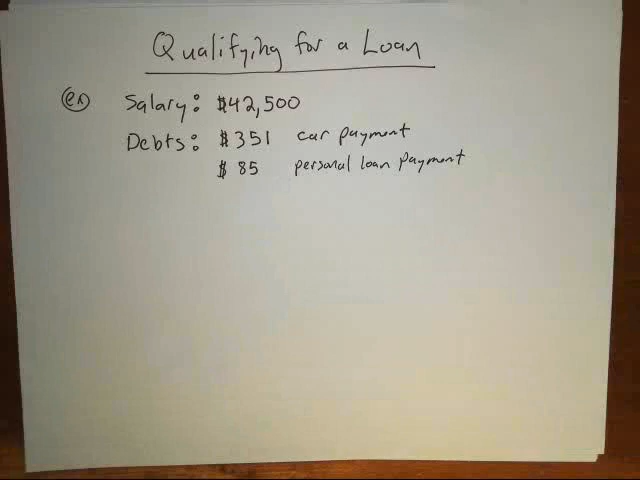 Qualifying for a Loan
ex Salary: $42,500
Debts: $351 car payment
$85 personal loan payment